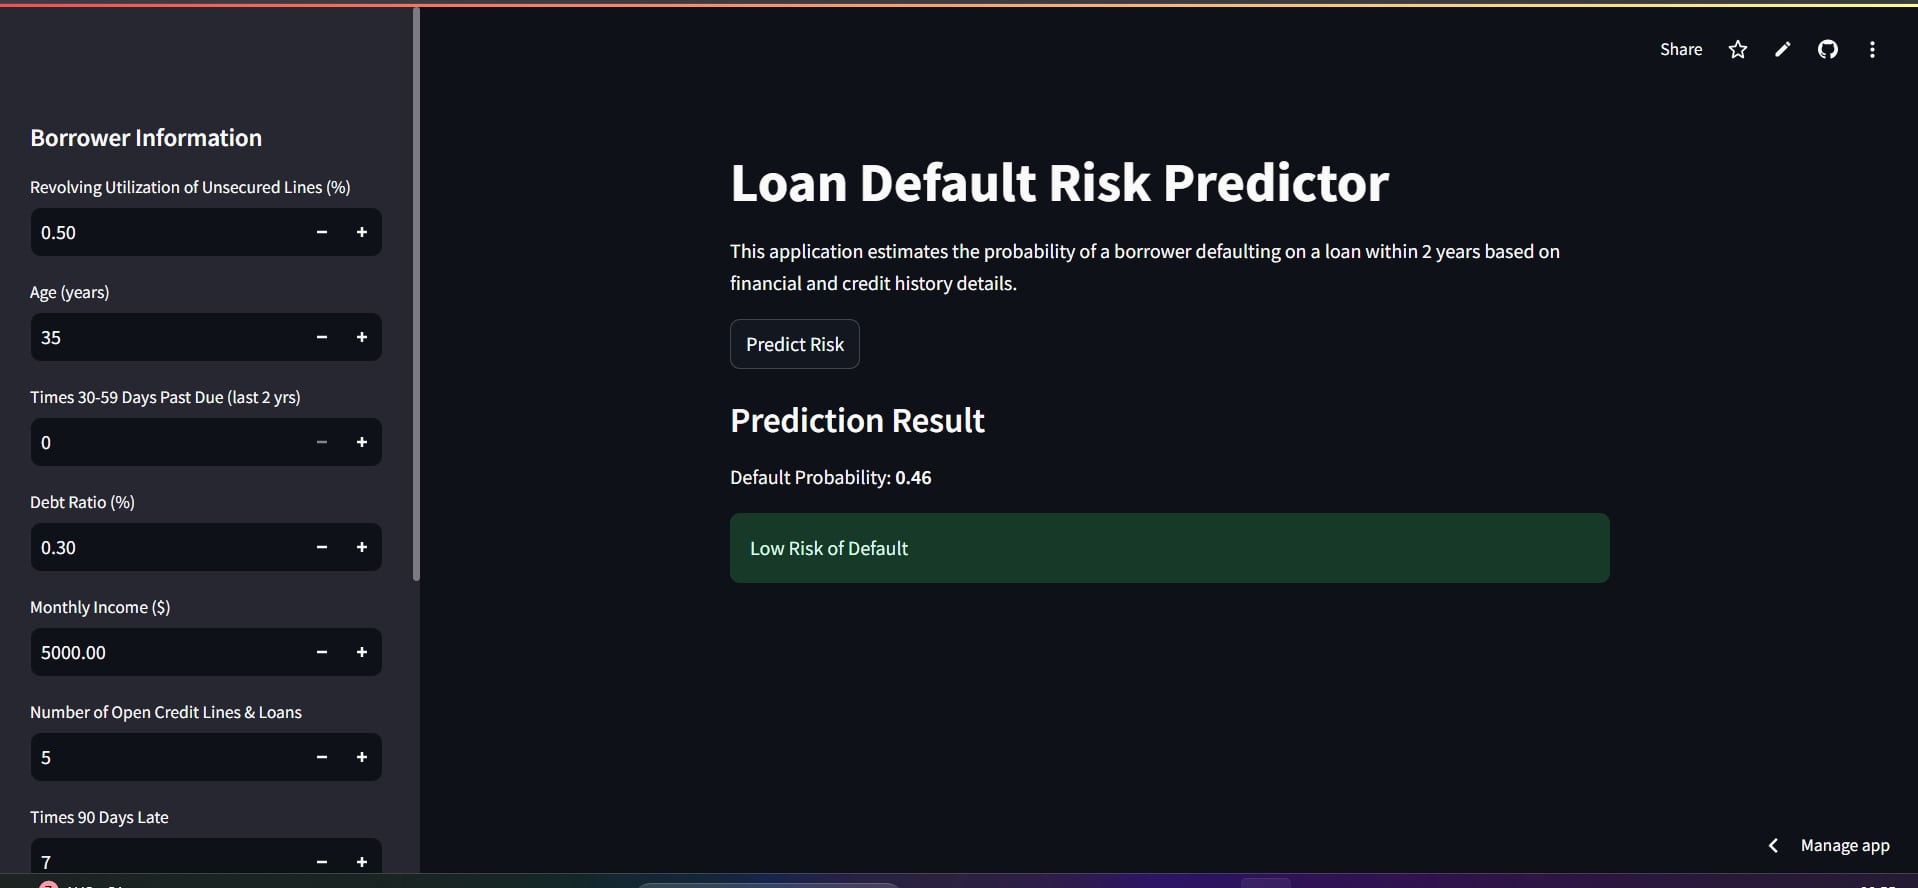 Share
Borrower Information
Revolving Utilization of Unsecured Lines (%)
0.50
Age (years)
35
Times 30-59 Days Past Due (last 2 yrs)
0
Debt Ratio (%)
0.30
Monthly Income ($)
5000.00
Number of Open Credit Lines & Loans
5
Times 90 Days Late
7
Loan Default Risk Predictor
This application estimates the probability of a borrower defaulting on a loan within 2 years based on
financial and credit history details.
Predict Risk
Prediction Result
Default Probability: 0.46
Low Risk of Default
Manage app